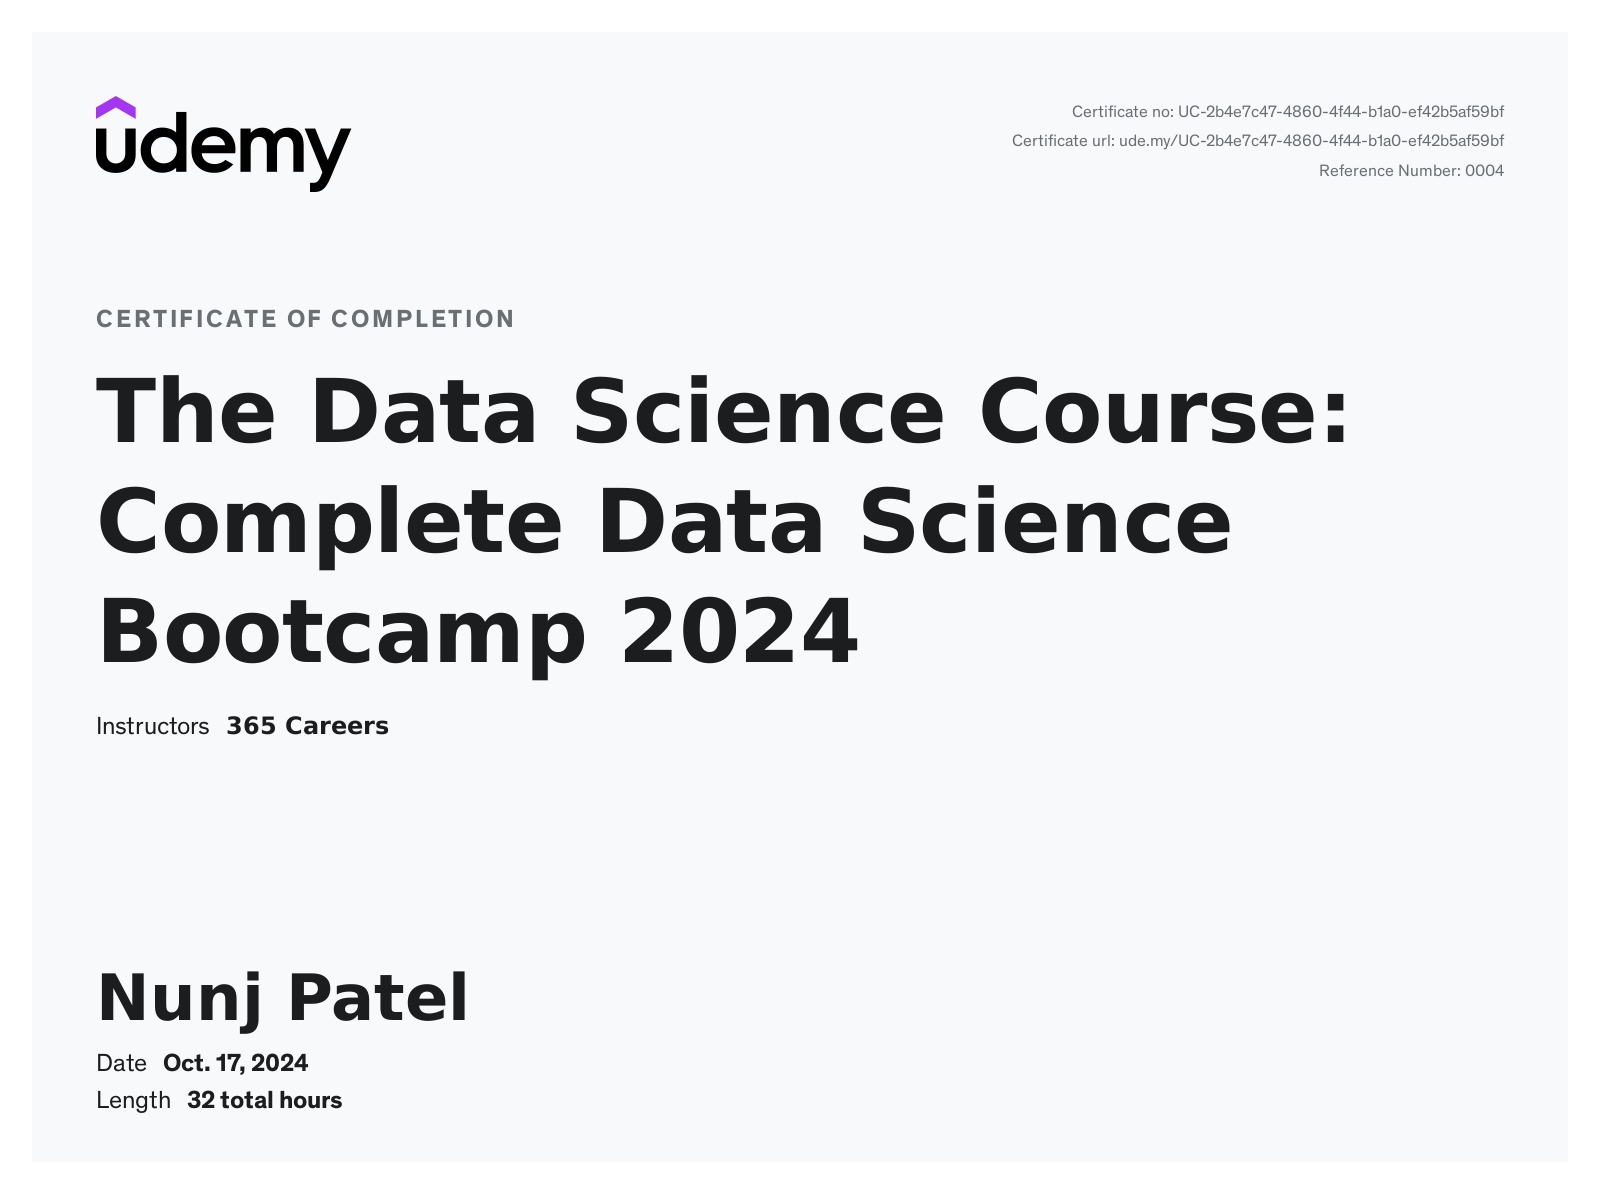 udemy
Certificate no: UC-2b4e7c47-4860-4f44-b1a0-ef42b5af59bf
Certificate url: ude.my/UC-2b4e7c47-4860-4f44-b1a0-ef42b5af59bf
Reference Number: 0004
CERTIFICATE OF COMPLETION
The Data Science Course:
Complete Data Science
Bootcamp 2024
Instructors 365 Careers
Nunj Patel
Date Oct. 17, 2024
Length 32 total hours